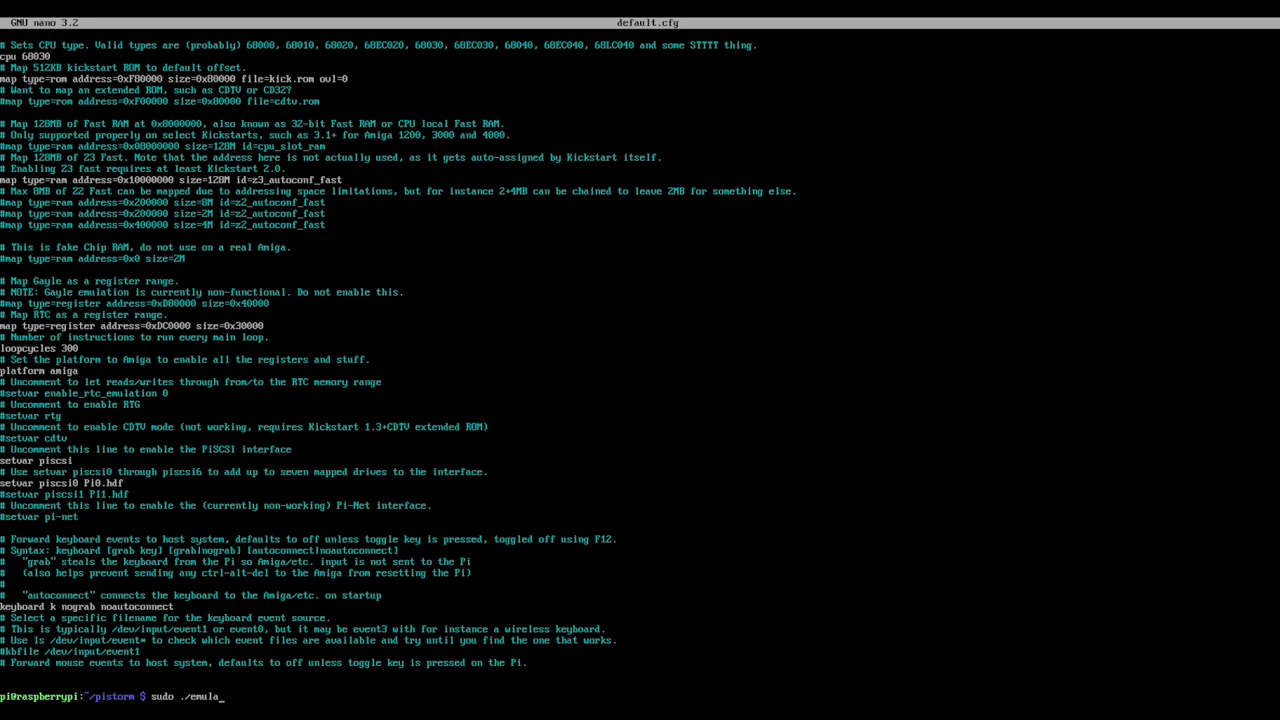 GNU nano 3.2 default.cfg
# Sets CPU type. Valid types are (probably) 68000, 68010, 68020, 68EC020, 68030, 68EC030, 68040, 68EC040, 68LC040 and some STTTT thing.
cpu 68030
# Map 512KB kickstart ROM to default offset.
map type=rom address=0xF80000 size=0x80000 file=kick.rom ovl=0
# Want to map an extended ROM, such as CDTV or CD32?
#map type=rom address=0xF00000 size=0x80000 file=cdtv.rom
# Map 128MB of Fast RAM at 0x8000000, also known as 32-bit Fast RAM or CPU local Fast RAM.
# Only supported properly on select Kickstarts, such as 3.1+ for Amiga 1200, 3000 and 4000.
#map type=ram address=0x08000000 size=128M id=cpu_slot_ram
# Map 128MB of Z3 Fast. Note that the address here is not actually used, as it gets auto-assigned by Kickstart itself.
# Enabling Z3 fast requires at least Kickstart 2.0.
map type=ram address=0x10000000 size=128M id=z3_autoconf_fast
# Max 8MB of Z2 Fast can be mapped due to addressing space limitations, but for instance 2+4MB can be chained to leave 2MB for something else.
#map type=ram address=0x200000 size=8M id=z2_autoconf_fast
#map type=ram address=0x200000 size=2M id=z2_autoconf_fast
#map type=ram address=0x400000 size=4M id=z2_autoconf_fast
# This is fake Chip RAM, do not use on a real Amiga.
#map type=ram address=0x0 size=2M
# Map Gayle as a register range.
# NOTE: Gayle emulation is currently non-functional. Do not enable this.
#map type=register address=0xD80000 size=0x40000
# Map RTC as a register range.
map type=register address=0xDC0000 size=0x30000
# Number of instructions to run every main loop.
loopcycles 300
# Set the platform to Amiga to enable all the registers and stuff.
platform amiga
# Uncomment to let reads/writes through from/to the RTC memory range
#setvar enable_rtc_emulation 0
# Uncomment to enable RTG
#setvar rtg
# Uncomment to enable CDTV mode (not working, requires Kickstart 1.3+CDTV extended ROM)
#setvar cdtv
# Uncomment this line to enable the PiSCSI interface
setvar piscsi
# Use setvar piscsi0 through piscsi6 to add up to seven mapped drives to the interface.
setvar piscsi0 Pi0.hdf
#setvar piscsi1 PI1.hdf
# Uncomment this line to enable the (currently non-working) Pi-Net interface.
#setvar pi-net
# Forward keyboard events to host system, defaults to off unless toggle key is pressed, toggled off using F12.
# Syntax: keyboard [grab key] [grab|nograb] [autoconnect|noautoconnect]
#   "grab" steals the keyboard from the Pi so Amiga/etc. input is not sent to the Pi
#   (also helps prevent sending any ctrl-alt-del to the Amiga from resetting the Pi)
#
#   "autoconnect" connects the keyboard to the Amiga/etc. on startup
keyboard k nograb noautoconnect
# Select a specific filename for the keyboard event source.
# This is typically /dev/input/event1 or event0, but it may be event3 with for instance a wireless keyboard.
# Use ls /dev/input/event* to check which event files are available and try until you find the one that works.
#kbfile /dev/input/event1
# Forward mouse events to host system, defaults to off unless toggle key is pressed on the Pi.
pi@raspberrypi:~/pistorm $ sudo ./emula_